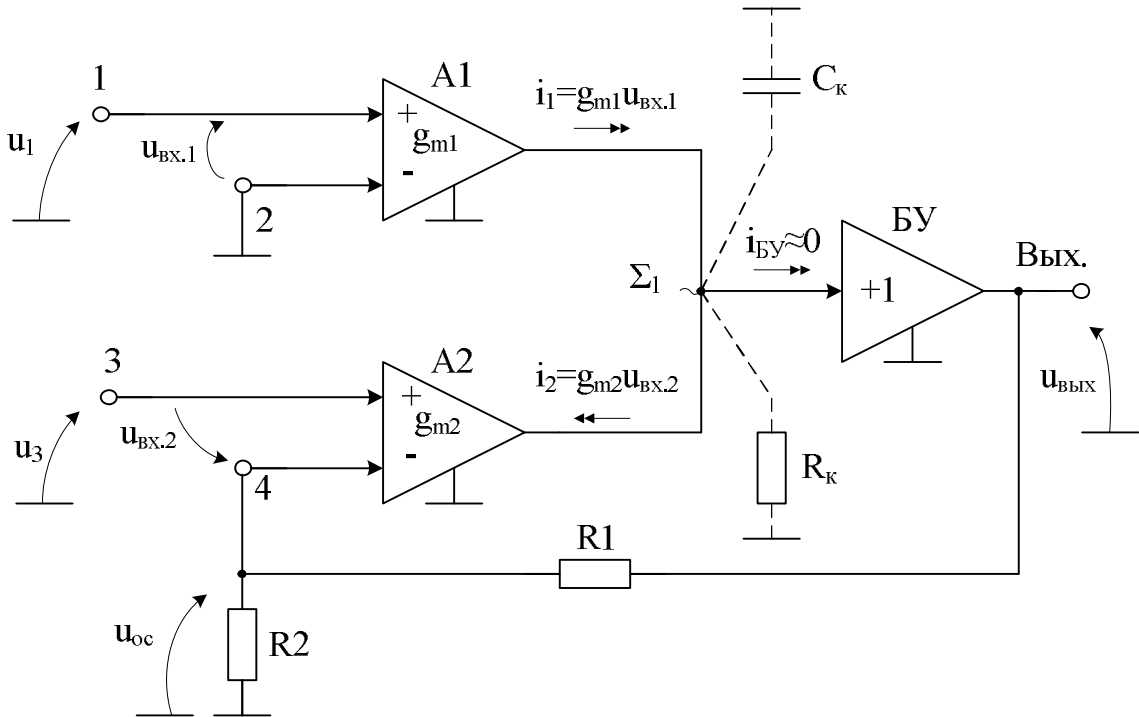 1
A1
i₁=gₘ₁uвх.1
Cк
u₁
+
gₘ₁
-
uвх.1
2
БУ
iБУ≈0
Вых.
Σ₁
+1
3
A2
i₂=gₘ₂uвх.2
uвых
+
gₘ₂
-
u₃
uвх.2
4
Rк
R1
uос
R2